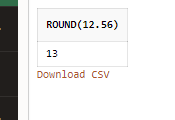 ROUND(12.56)
13
Download CSV